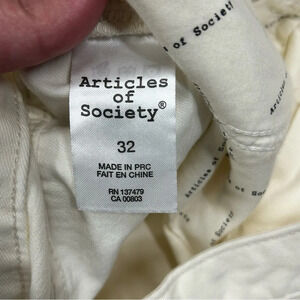 Articles
of
Society®
32
MADE IN PRC
FAIT EN CHINE
RN 137479
CA 00803
of Society
Articles of Society